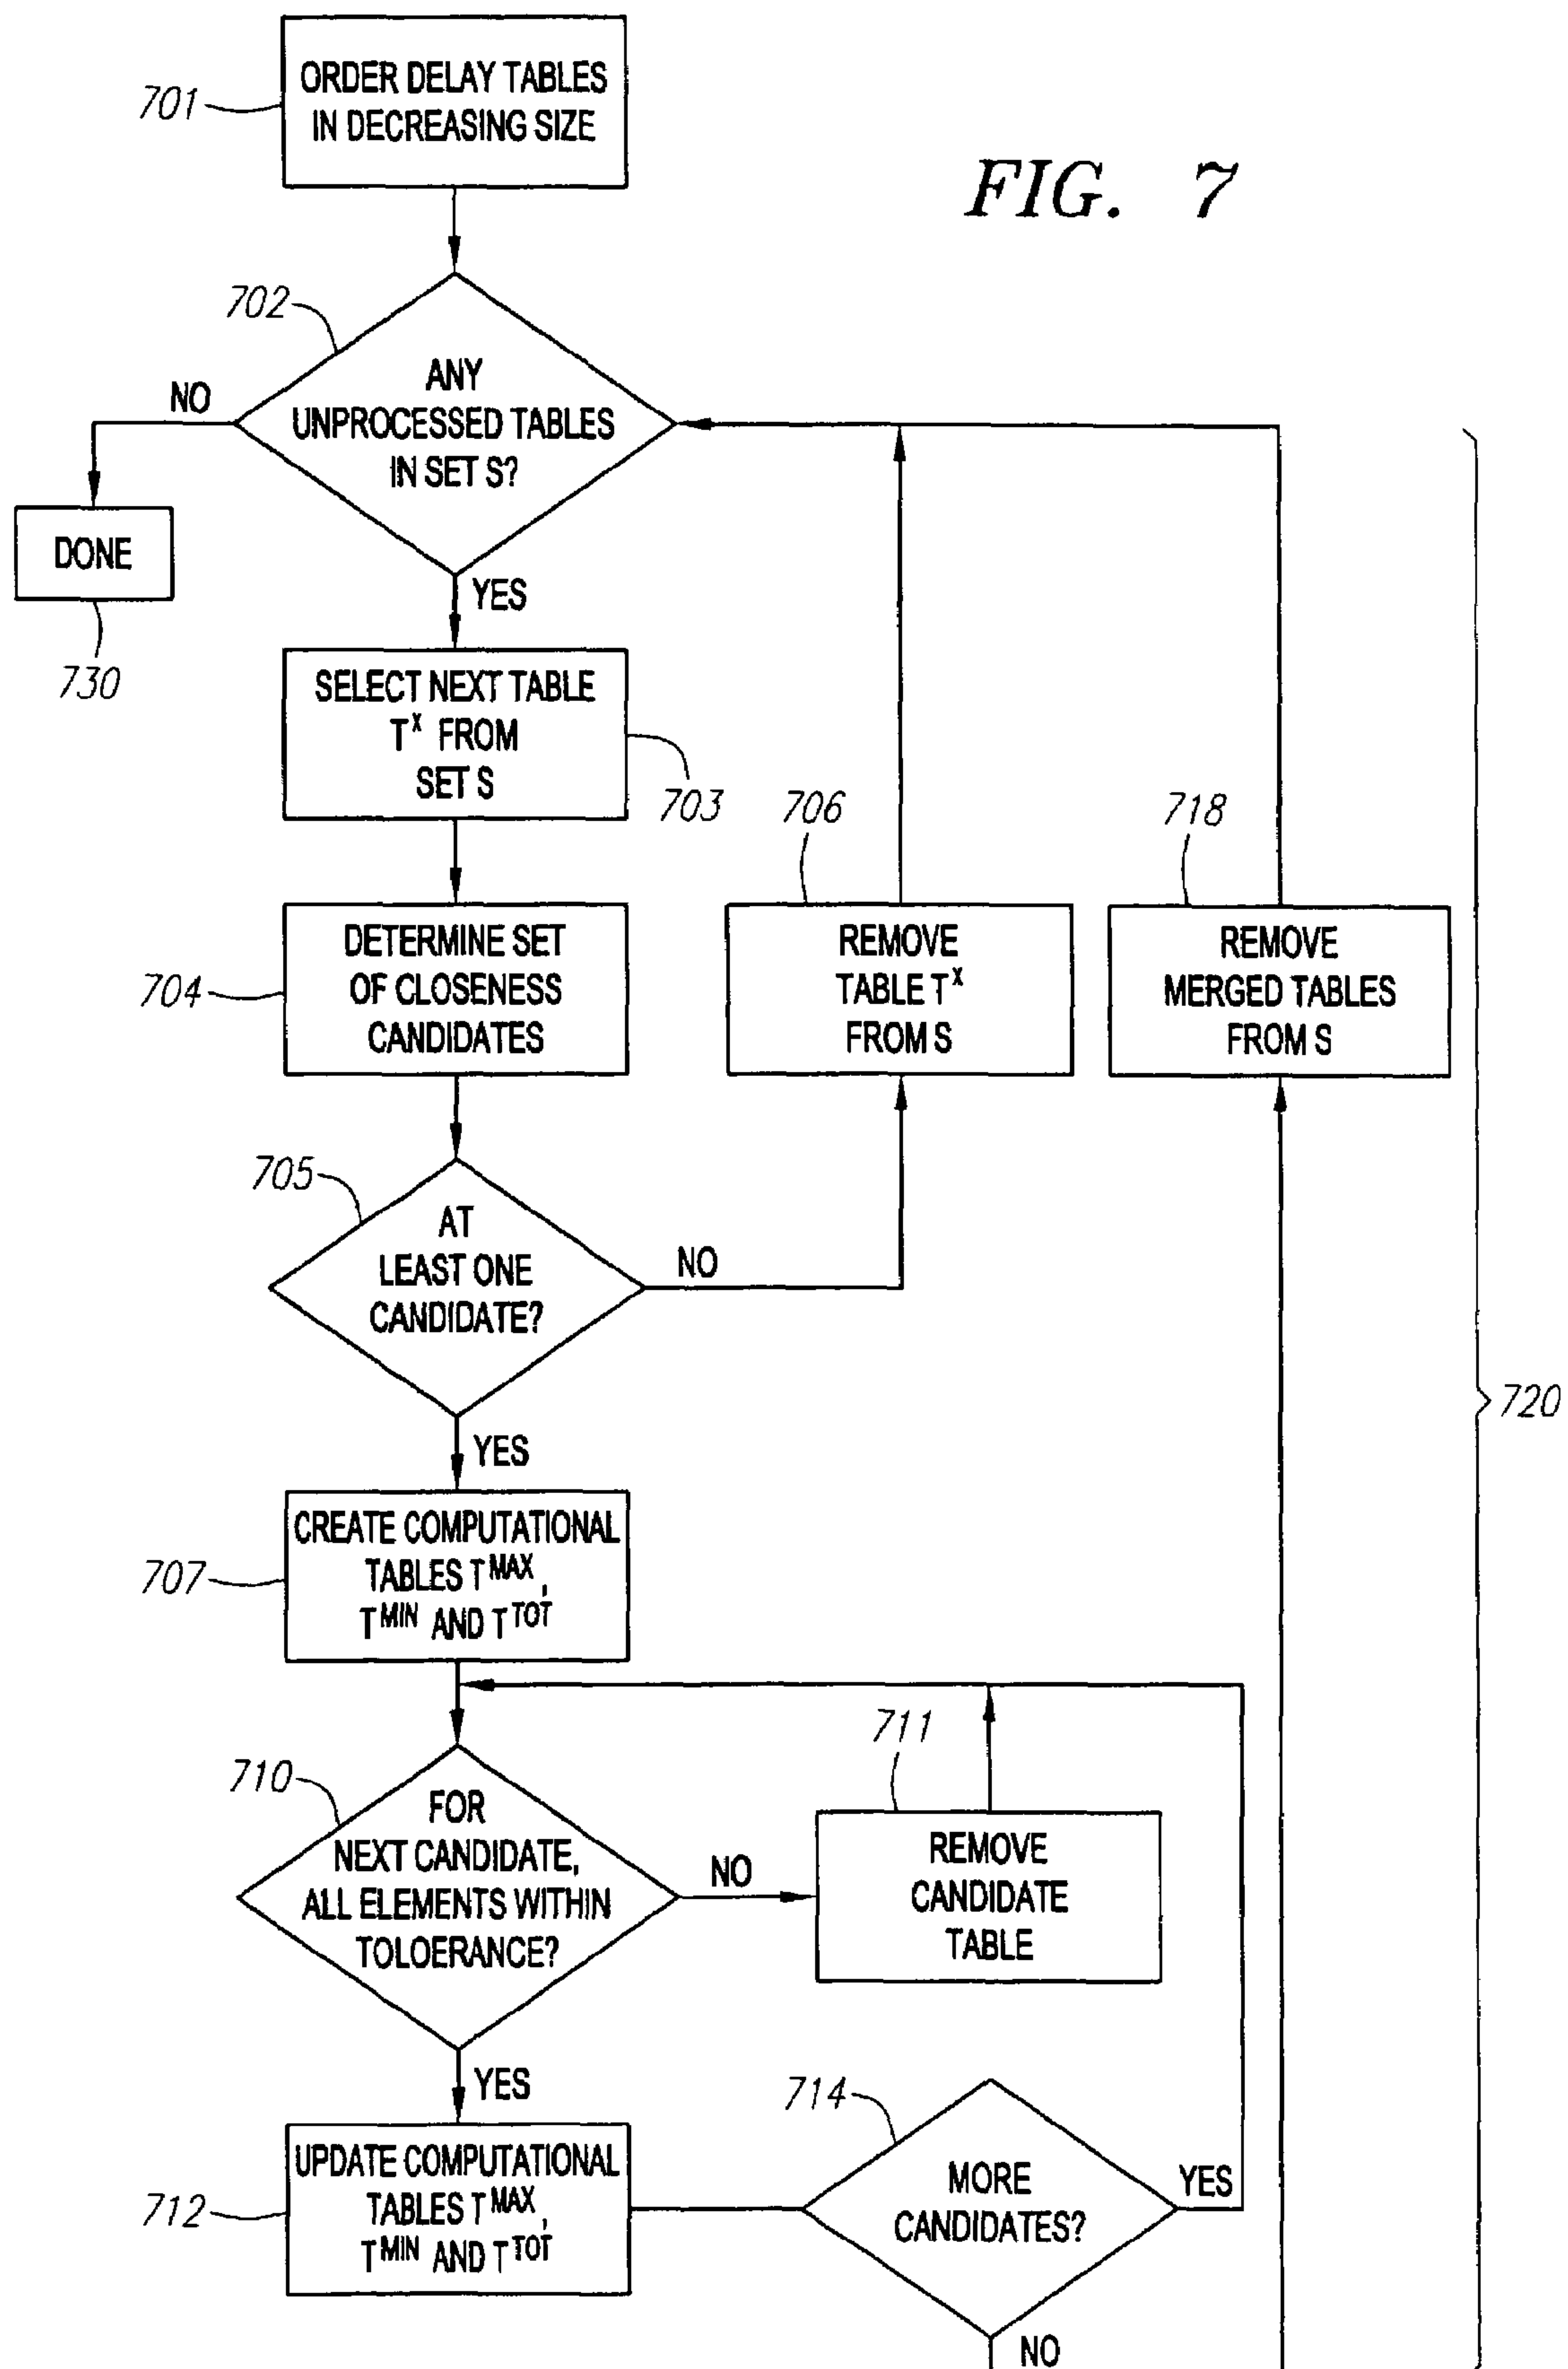 701
ORDER DELAY TABLES
IN DECREASING SIZE
FIG. 7
702
ANY
UNPROCESSED TABLES
IN SET S?
NO
DONE
730
YES
SELECT NEXT TABLE
T^X FROM
SET S
703
704
DETERMINE SET
OF CLOSENESS
CANDIDATES
706
REMOVE
TABLE T^X
FROM S
718
REMOVE
MERGED TABLES
FROM S
705
AT
LEAST ONE
CANDIDATE?
NO
YES
720
707
CREATE COMPUTATIONAL
TABLES T^MAX,
T^MIN AND T^TOT
710
FOR
NEXT CANDIDATE,
ALL ELEMENTS WITHIN
TOLOERANCE?
NO
711
REMOVE
CANDIDATE
TABLE
YES
712
UPDATE COMPUTATIONAL
TABLES T^MAX,
T^MIN AND T^TOT
714
MORE
CANDIDATES?
YES
NO